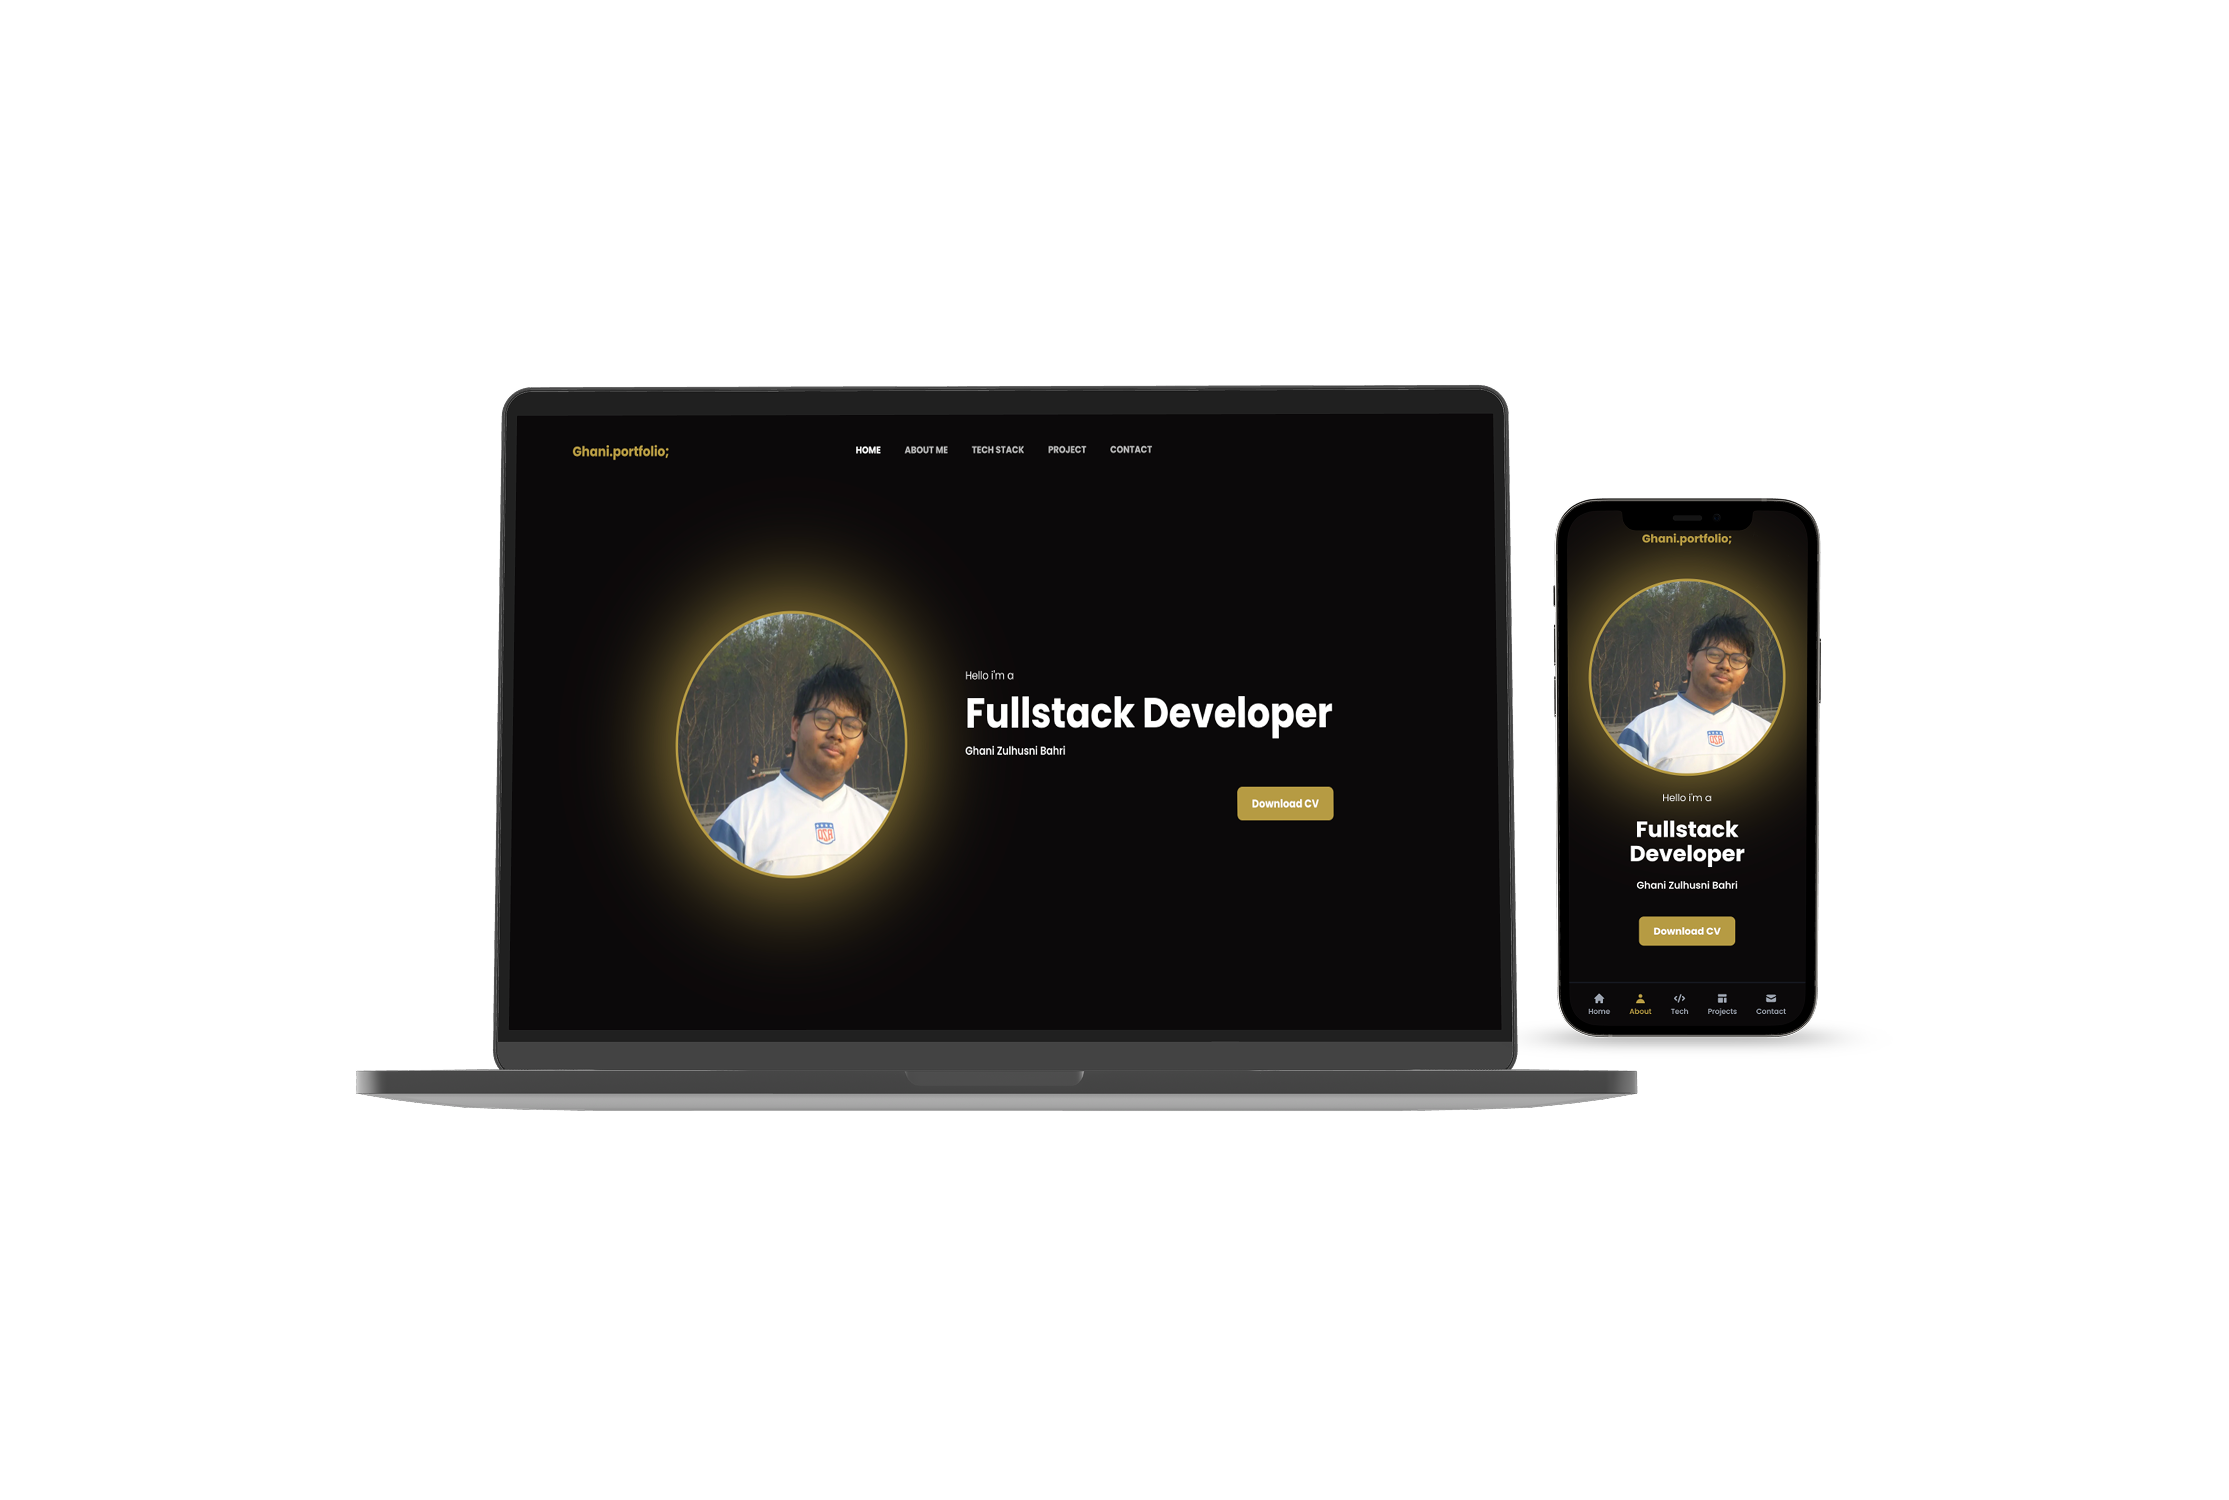 Ghani.portfolio;
HOME ABOUT ME TECH STACK PROJECT CONTACT
Hello i'm a
Fullstack Developer
Ghani Zulhusni Bahri
Download CV
Ghani.portfolio;
Hello i'm a
Fullstack
Developer
Ghani Zulhusni Bahri
Download CV
Home About Tech Projects Contact